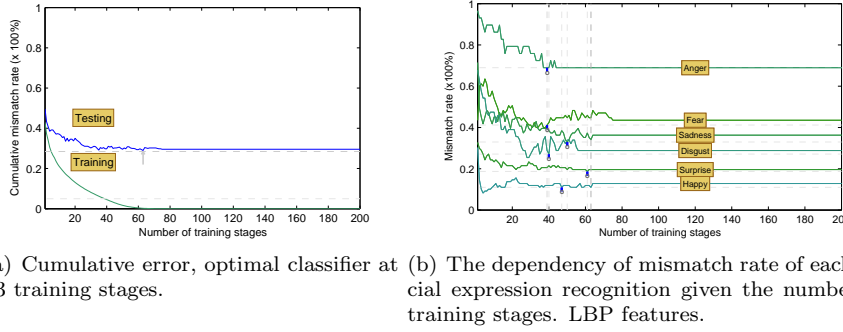 1
0.8
0.6
0.4
0.2
0
Cumulative mismatch rate (x 100%)
Testing
Training
20 40 60 80 100 120 140 160 180 200
Number of training stages
1
0.8
0.6
0.4
0.2
0
Mismatch rate (x100%)
Anger
Fear
Sadness
Disgust
Surprise
Happy
20 40 60 80 100 120 140 160 180 200
Number of training stages
) Cumulative error, optimal classifier at
3 training stages.
(b) The dependency of mismatch rate of each
cial expression recognition given the number
training stages. LBP features.